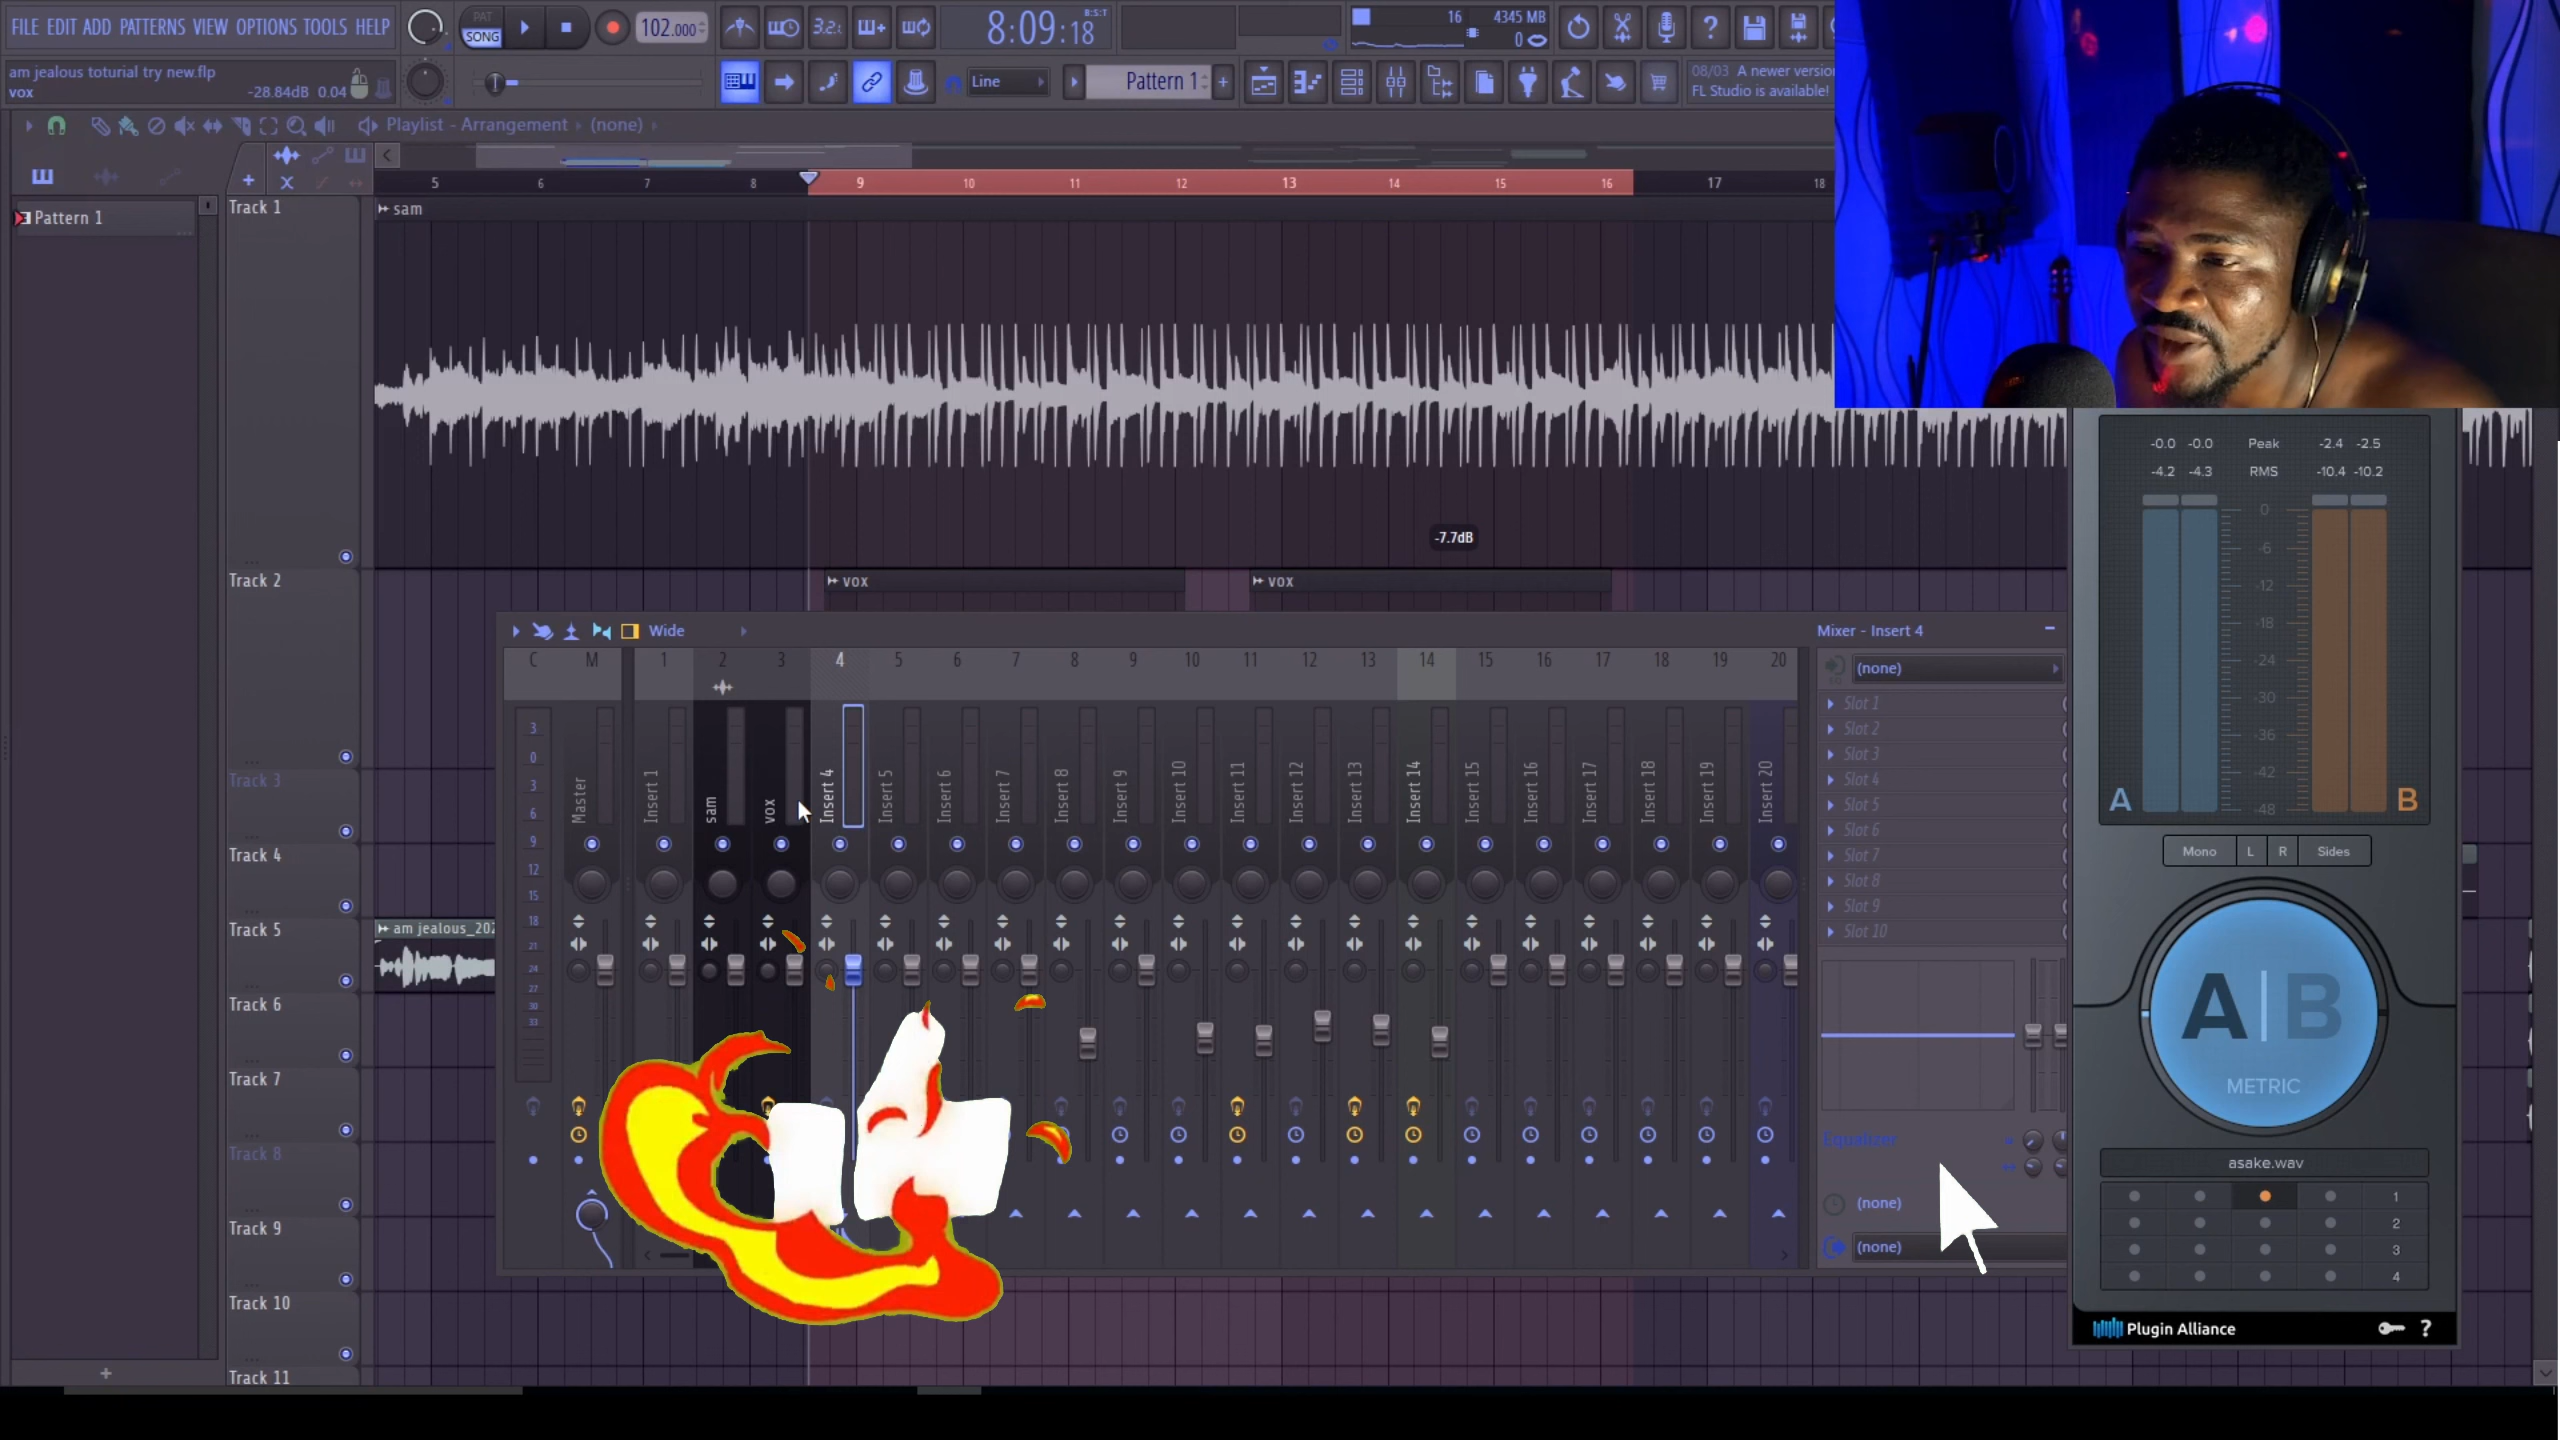 FILE EDIT ADD PATTERNS VIEW OPTIONS TOOLS HELP
PAT
SONG
102.000
3.2.
8:09:18
B:S:T
16
4345 MB
0
am jealous toturial try new.flp
vox
-28.84dB 0.04
Line
Pattern 1
08/03 A newer version
FL Studio is available!
Playlist - Arrangement
(none)
5 6 7 8 9 10 11 12 13 14 15 16 17 18
Pattern 1
Track 1
sam
-7.7dB
Track 2
vox
vox
Track 3
Track 4
Track 5
am jealous_202
Track 6
Track 7
Track 8
Track 9
Track 10
Track 11
Wide
Mixer - Insert 4
C M 1 2 3 4 5 6 7 8 9 10 11 12 13 14 15 16 17 18 19 20
3
0
3
6
9
12
15
18
21
24
27
30
33
Master
Insert 1
sam
vox
Insert 4
Insert 5
Insert 6
Insert 7
Insert 8
Insert 9
Insert 10
Insert 11
Insert 12
Insert 13
Insert 14
Insert 15
Insert 16
Insert 17
Insert 18
Insert 19
Insert 20
(none)
Slot 1
Slot 2
Slot 3
Slot 4
Slot 5
Slot 6
Slot 7
Slot 8
Slot 9
Slot 10
Equalizer
(none)
(none)
-0.0 -0.0 Peak -2.4 -2.5
-4.2 -4.3 RMS -10.4 -10.2
0
-6
-12
-18
-24
-30
-36
-42
-48
A
B
Mono L R Sides
A|B
METRIC
asake.wav
1
2
3
4
Plugin Alliance
?